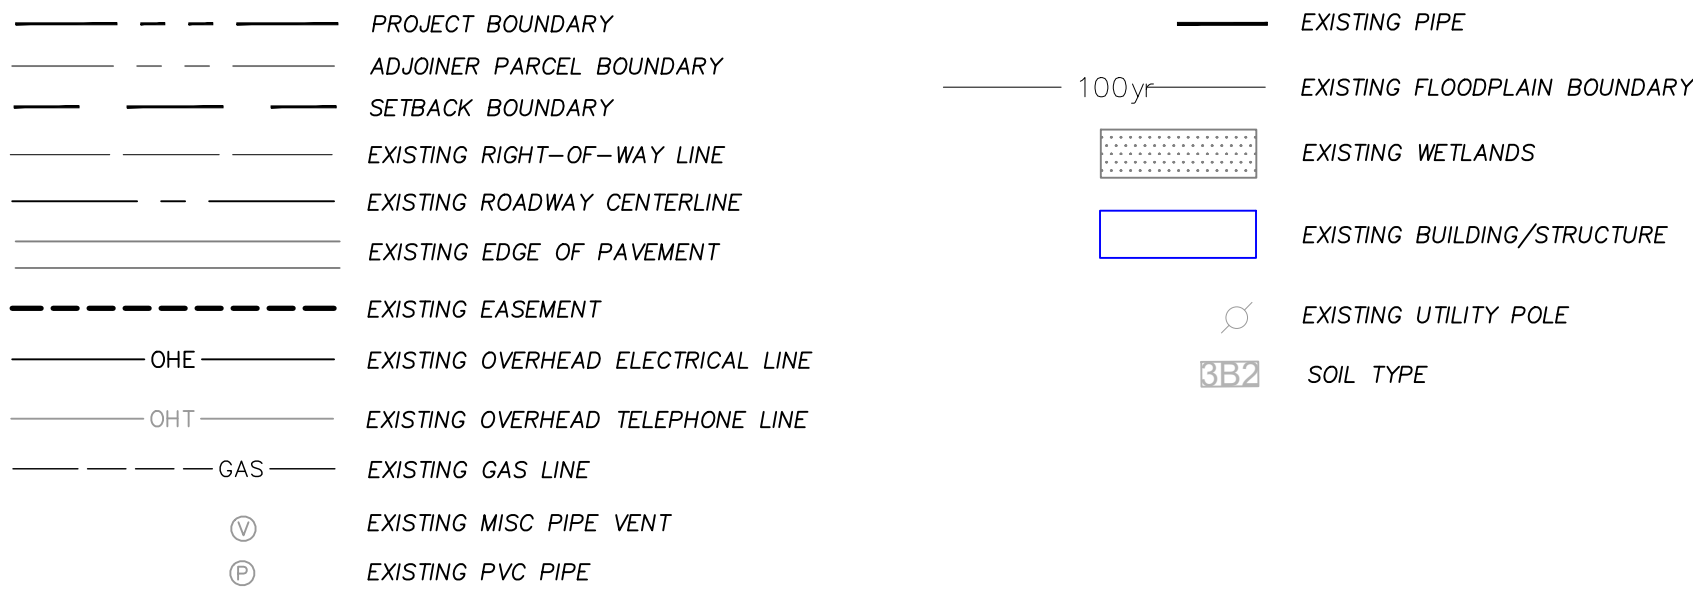 PROJECT BOUNDARY
ADJOINER PARCEL BOUNDARY
SETBACK BOUNDARY
EXISTING RIGHT-OF-WAY LINE
EXISTING ROADWAY CENTERLINE
EXISTING EDGE OF PAVEMENT
EXISTING EASEMENT
OHE EXISTING OVERHEAD ELECTRICAL LINE
OHT EXISTING OVERHEAD TELEPHONE LINE
GAS EXISTING GAS LINE
V EXISTING MISC PIPE VENT
P EXISTING PVC PIPE
EXISTING PIPE
100yr EXISTING FLOODPLAIN BOUNDARY
EXISTING WETLANDS
EXISTING BUILDING/STRUCTURE
EXISTING UTILITY POLE
3B2 SOIL TYPE